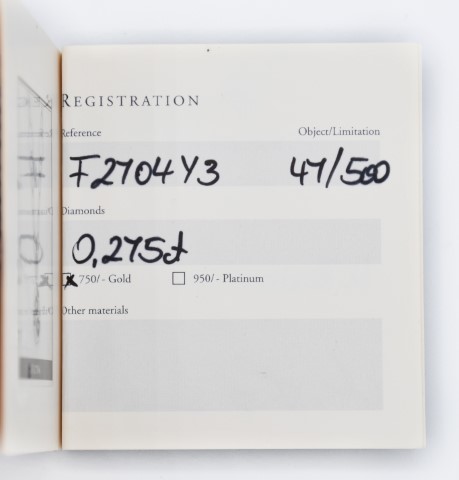 REGISTRATION
Reference Object/Limitation
F2704Y3 47/500
Diamonds
0,275ct
x 750/- Gold 950/- Platinum
Other materials